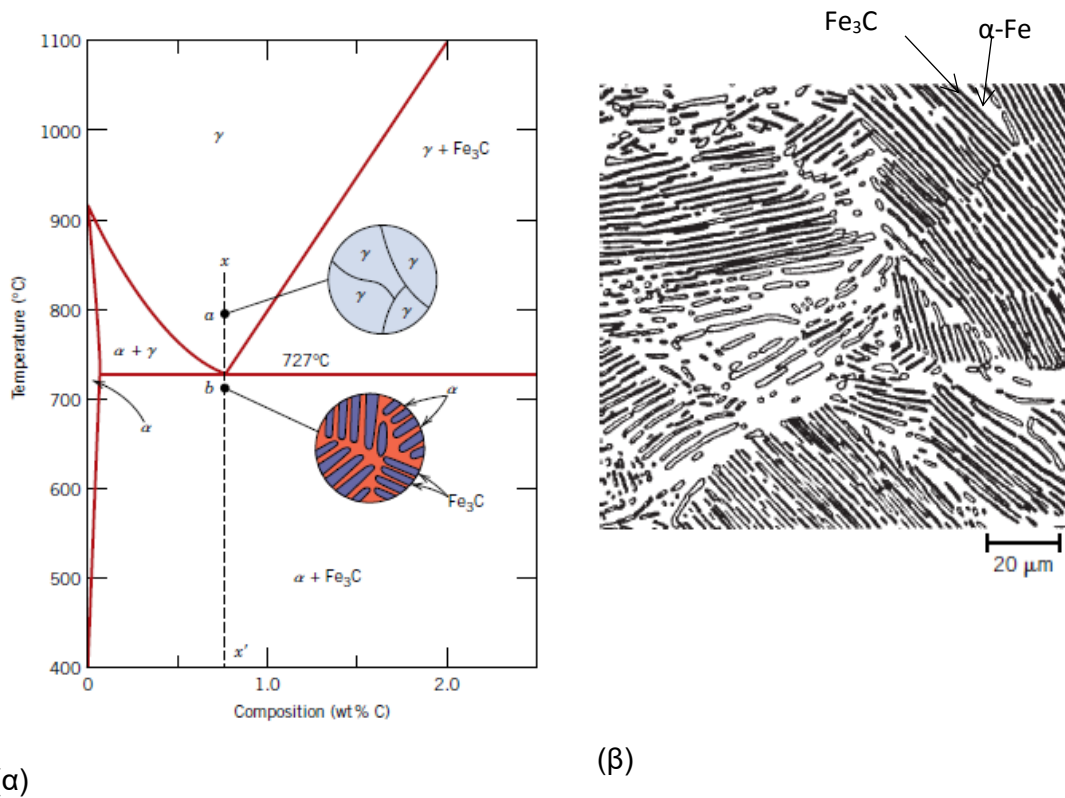 1100
1000
900
800
700
600
500
400
Temperature (°C)
0
1.0
2.0
Composition (wt% C)
γ
γ + Fe₃C
x
a
γ
γ
γ
γ
α + γ
727°C
b
α
α
Fe₃C
α + Fe₃C
x′
(α)
Fe₃C
α-Fe
20 μm
(β)